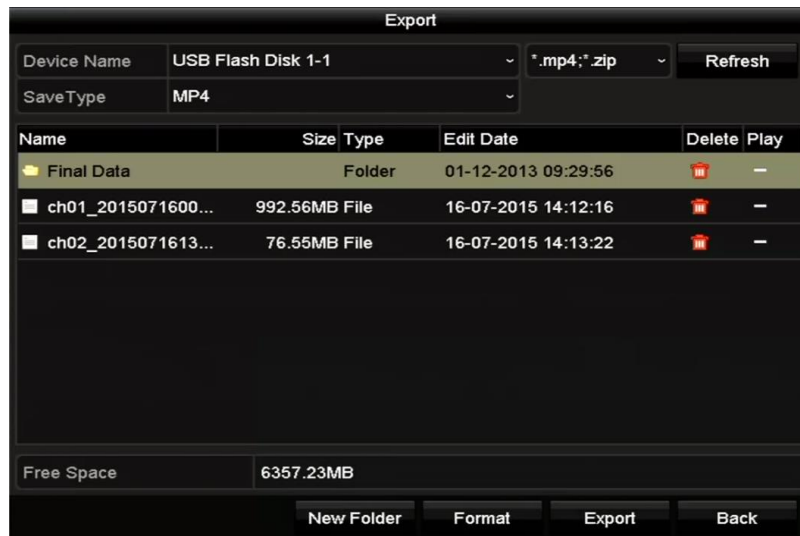 Export
Device Name USB Flash Disk 1-1 *.mp4;*.zip Refresh
SaveType MP4
Name Size Type Edit Date Delete Play
Final Data Folder 01-12-2013 09:29:56
ch01_2015071600... 992.56MB File 16-07-2015 14:12:16
ch02_2015071613... 76.55MB File 16-07-2015 14:13:22
Free Space 6357.23MB
New Folder Format Export Back